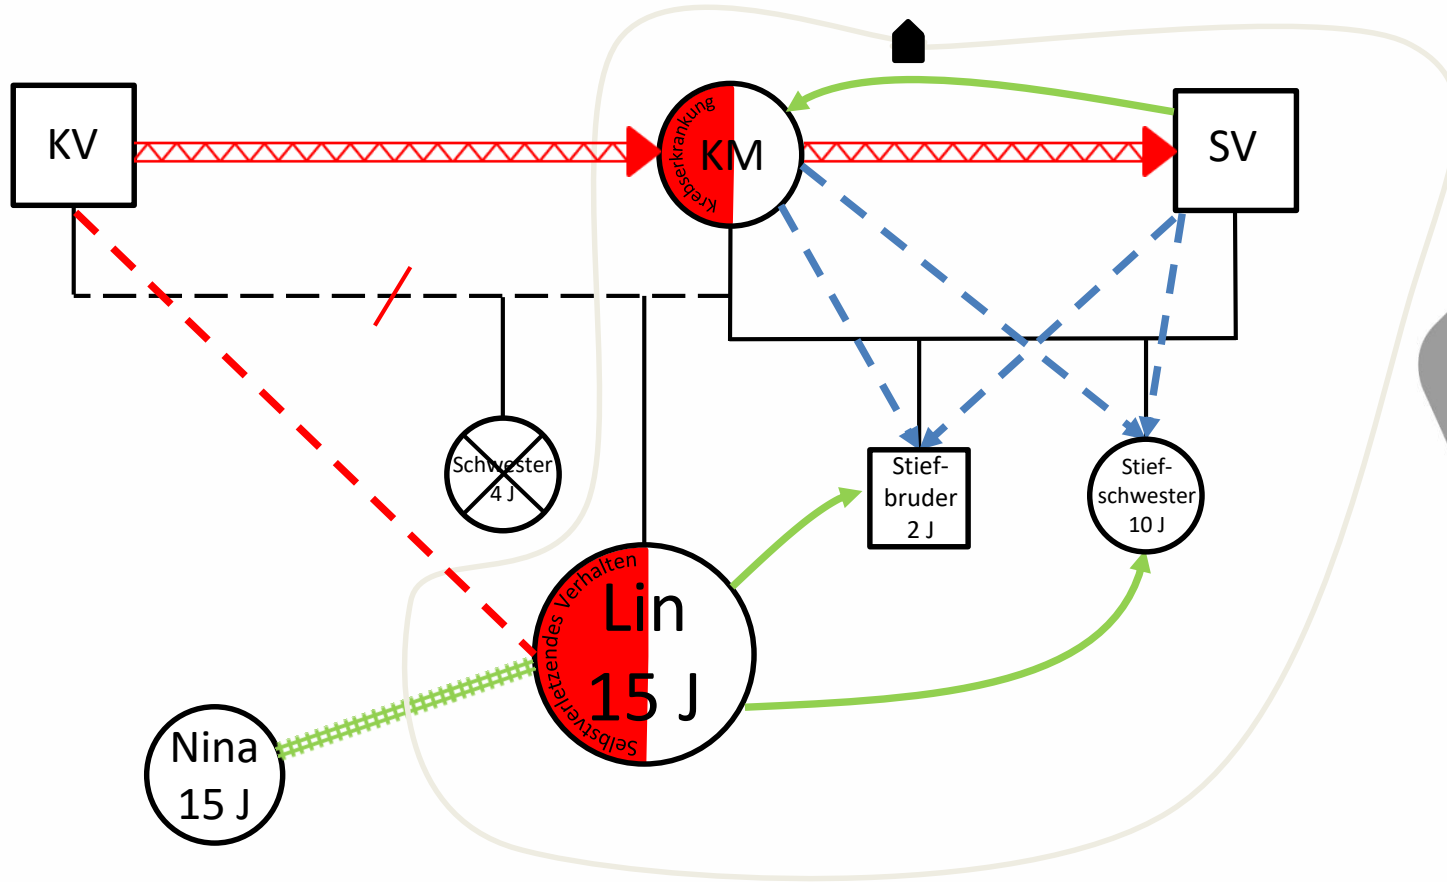 KV
Krebserkrankung
KM
SV
Schwester
4 J
Stief-
bruder
2 J
Stief-
schwester
10 J
Selbstverletzendes Verhalten
Lin
15 J
Nina
15 J